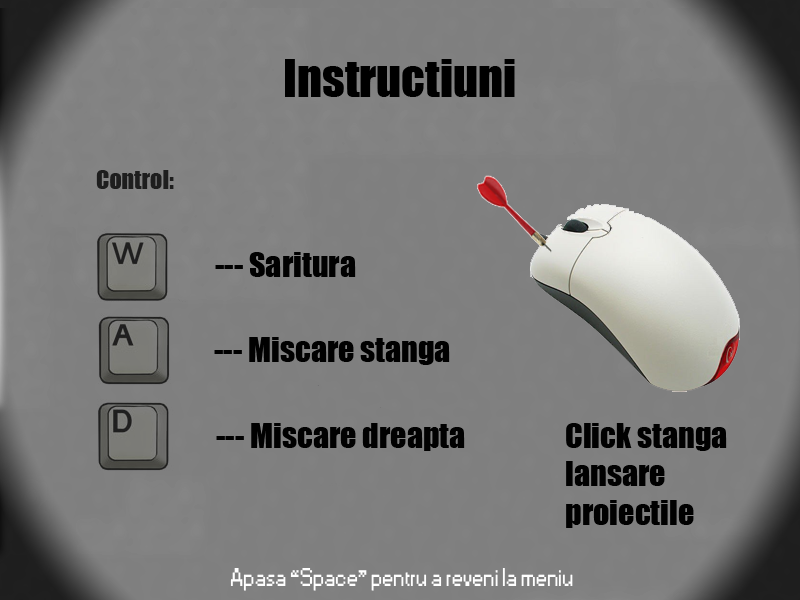 Instructiuni
Control:
W --- Saritura
A --- Miscare stanga
D --- Miscare dreapta
Click stanga
lansare
proiectile
Apasa “Space” pentru a reveni la meniu